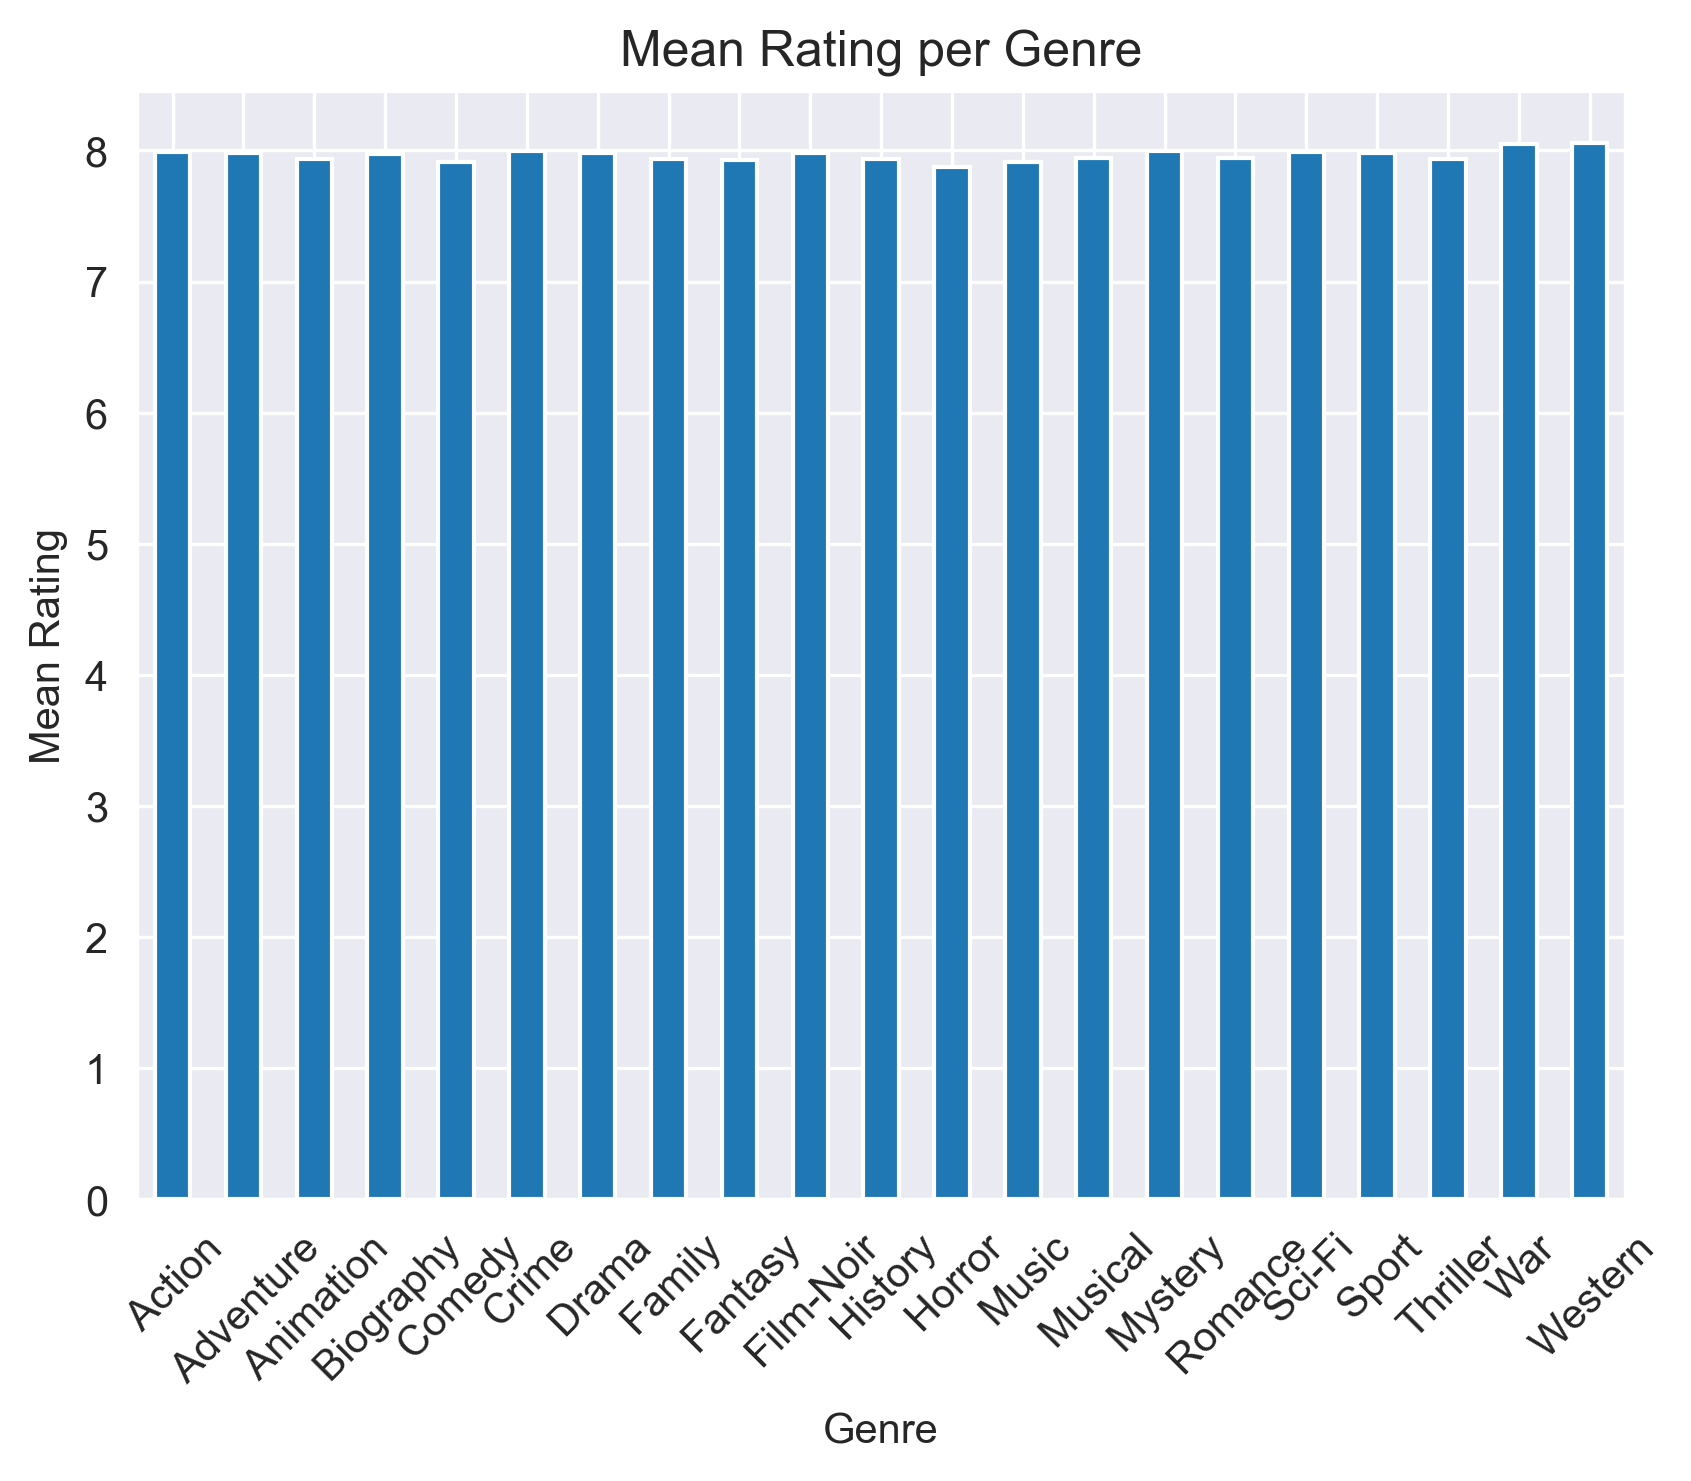 Mean Rating per Genre
8
7
6
5
4
3
2
1
0
Mean Rating
Action
Adventure
Animation
Biography
Comedy
Crime
Drama
Family
Fantasy
Film-Noir
History
Horror
Music
Musical
Mystery
Romance
Sci-Fi
Sport
Thriller
War
Western
Genre